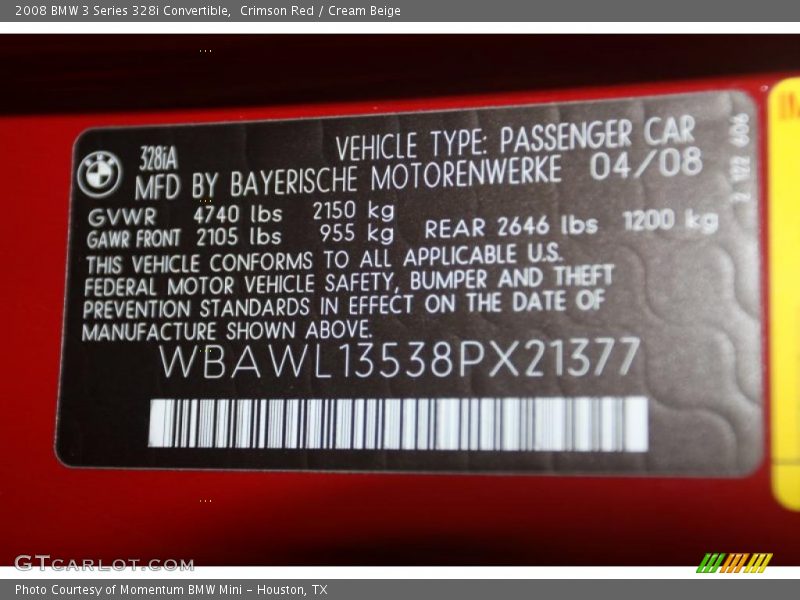 2008 BMW 3 Series 328i Convertible,  Crimson Red / Cream Beige
328iA
VEHICLE TYPE: PASSENGER CAR
MFD BY BAYERISCHE MOTORENWERKE 04/08
GVWR 4740 lbs 2150 kg
GAWR FRONT 2105 lbs 955 kg REAR 2646 lbs 1200 kg
THIS VEHICLE CONFORMS TO ALL APPLICABLE U.S.
FEDERAL MOTOR VEHICLE SAFETY, BUMPER AND THEFT
PREVENTION STANDARDS IN EFFECT ON THE DATE OF
MANUFACTURE SHOWN ABOVE.
WBAWL13538PX21377
2 122 606
GTcarlot.com
Photo Courtesy of Momentum BMW Mini - Houston, TX